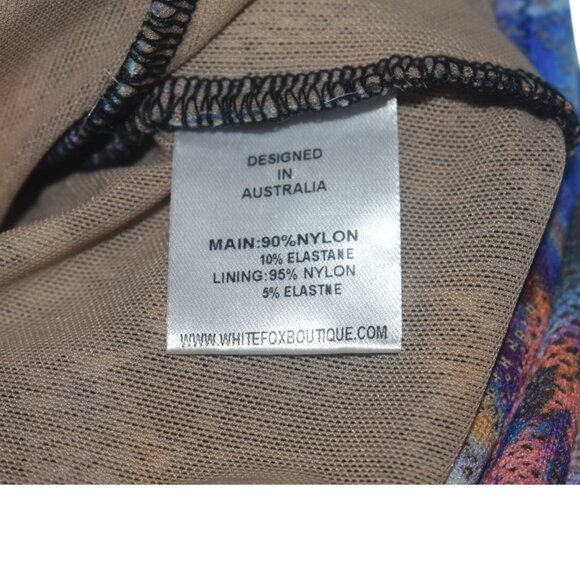 DESIGNED
IN
AUSTRALIA
MAIN:90%NYLON
10% ELASTANE
LINING:95% NYLON
5% ELASTNE
WWW.WHITEFOXBOUTIQUE.COM